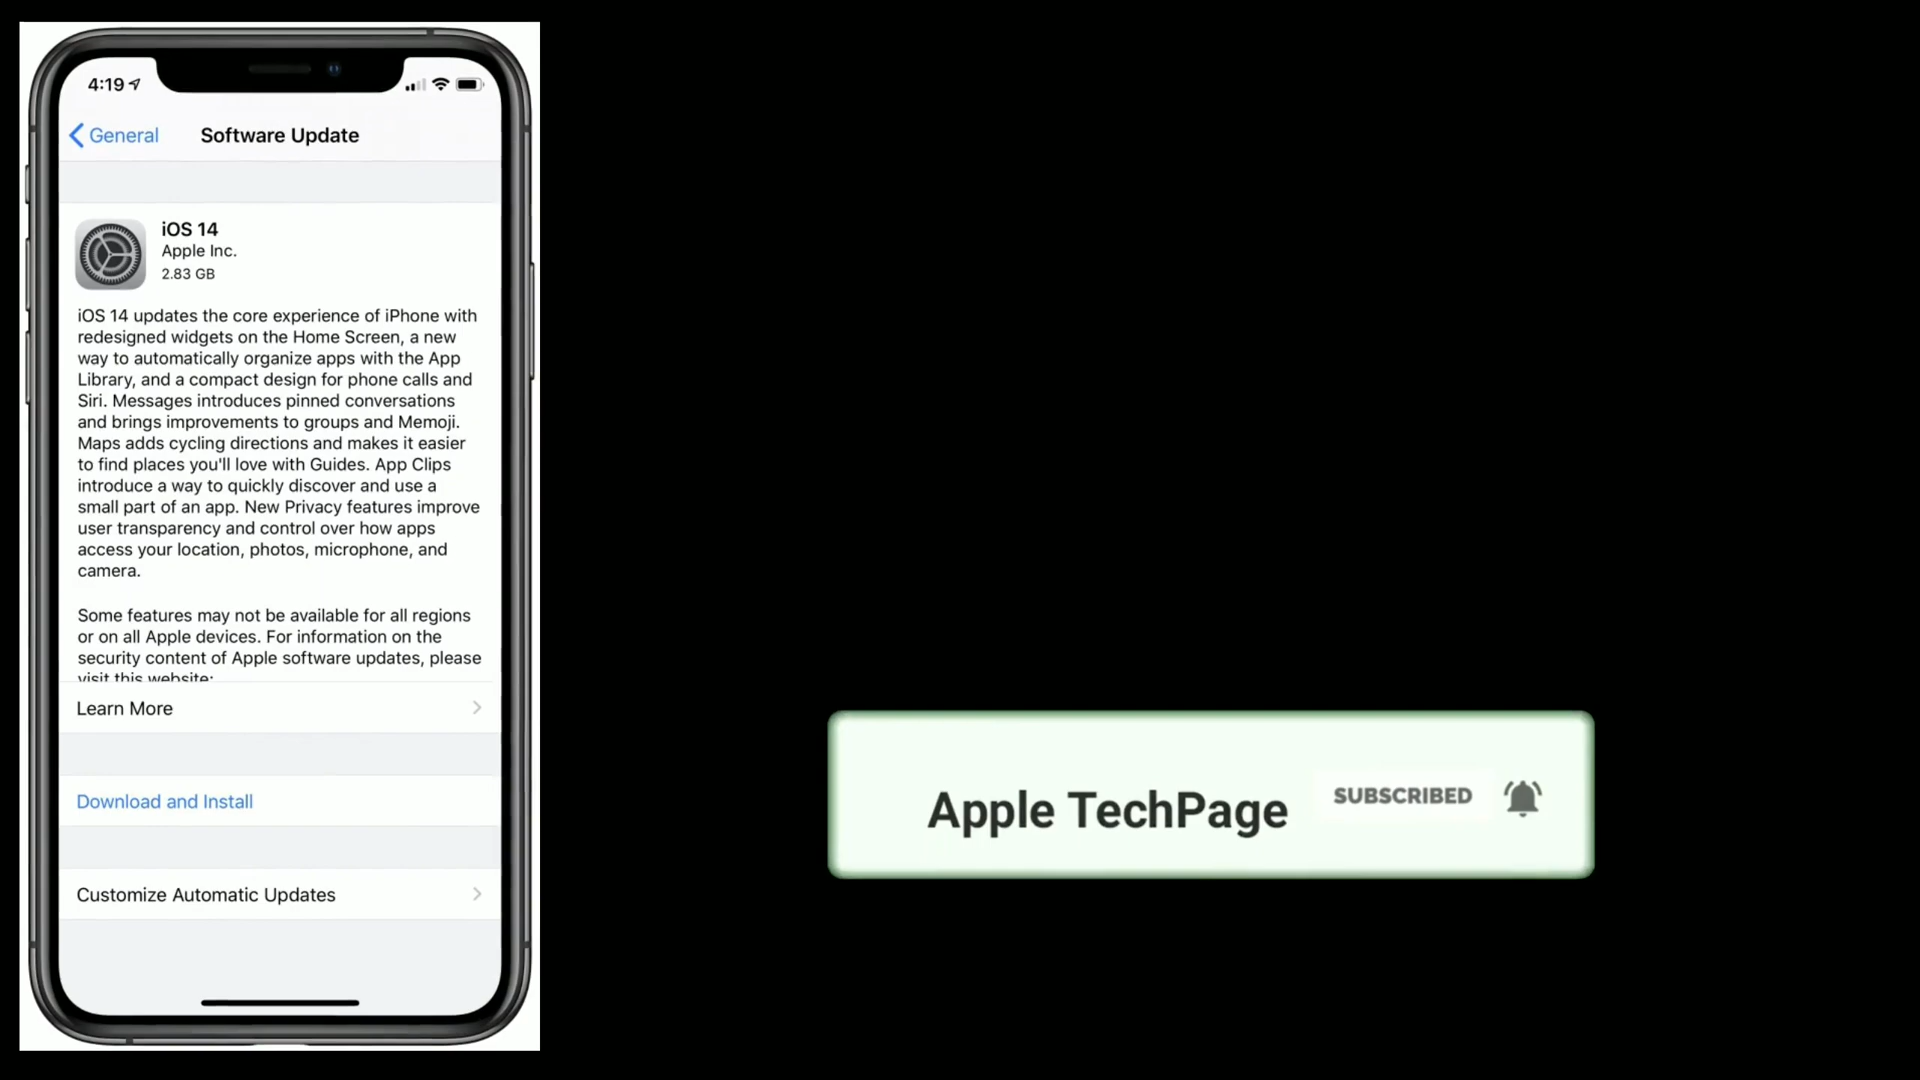 4:19
General
Software Update
iOS 14
Apple Inc.
2.83 GB
iOS 14 updates the core experience of iPhone with
redesigned widgets on the Home Screen, a new
way to automatically organize apps with the App
Library, and a compact design for phone calls and
Siri. Messages introduces pinned conversations
and brings improvements to groups and Memoji.
Maps adds cycling directions and makes it easier
to find places you'll love with Guides. App Clips
introduce a way to quickly discover and use a
small part of an app. New Privacy features improve
user transparency and control over how apps
access your location, photos, microphone, and
camera.
Some features may not be available for all regions
or on all Apple devices. For information on the
security content of Apple software updates, please
visit this website:
Learn More
Download and Install
Customize Automatic Updates
Apple TechPage
SUBSCRIBED